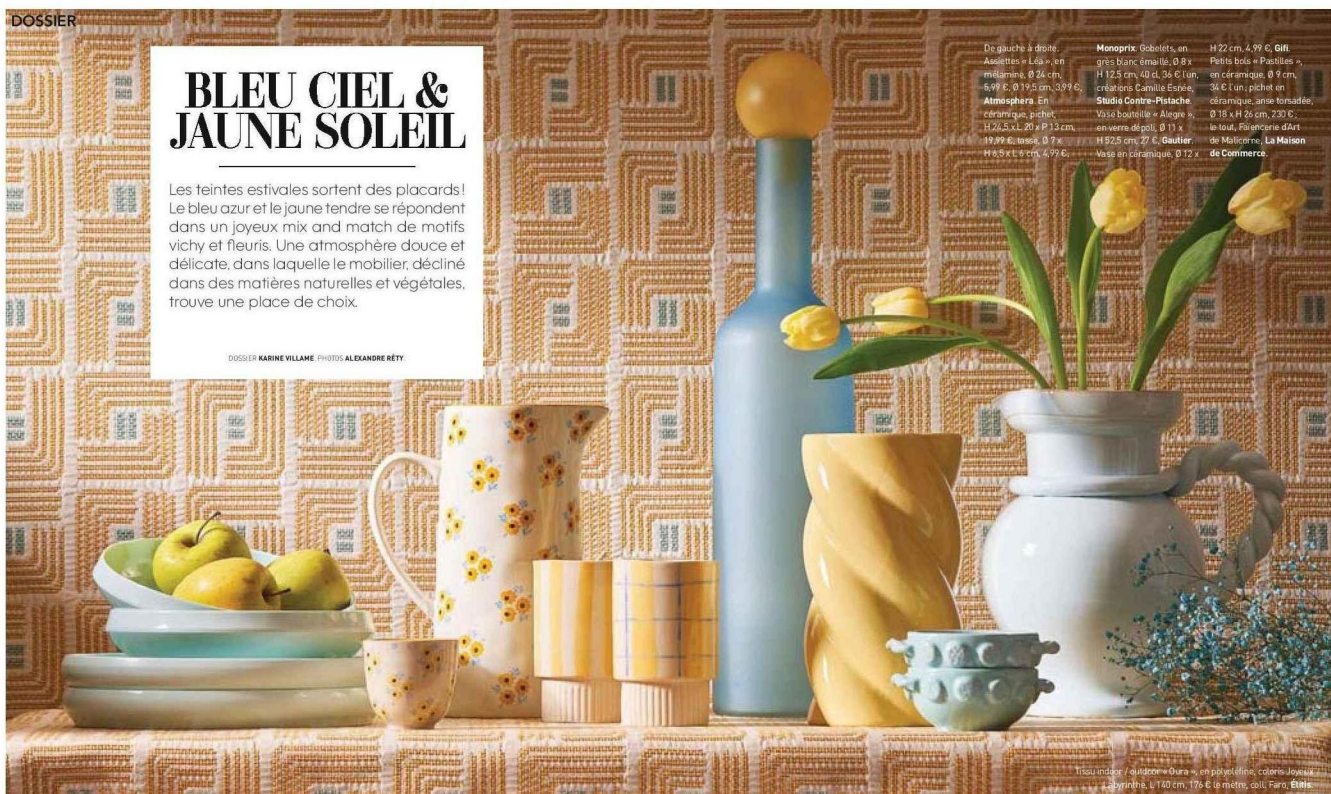 DOSSIER
BLEU CIEL &
JAUNE SOLEIL
Les teintes estivales sortent des placards!
Le bleu azur et le jaune tendre se répondent
dans un joyeux mix and match de motifs
vichy et fleuris. Une atmosphère douce et
délicate, dans laquelle le mobilier, décliné
dans des matières naturelles et végétales,
trouve une place de choix.
DOSSIER KARINE VILLAME. PHOTOS ALEXANDRE RÉTY
De gauche à droite.
Assiettes « Léa », en
mélamine, Ø 24 cm,
5,99 €, Ø 19,5 cm, 3,99 €,
Atmosphera. En
céramique, pichet,
H 24,5 x L 20 x P 13 cm,
19,99 €, tasse, Ø 7 x
H 6,5 x L 6 cm, 4,99 €,
Monoprix. Gobelets, en
grès blanc émaillé, Ø 8 x
H 12,5 cm, 40 cl, 36 € l'un,
créations Camille Esnée,
Studio Contre-Pistache.
Vase bouteille « Alegre »,
en verre dépoli, Ø 11 x
H 52,5 cm, 27 €, Gautier.
Vase en céramique, Ø 12 x
H 22 cm, 4,99 €, Gifi.
Petits bols « Pastilles »,
en céramique, Ø 9 cm,
34 € l'un; pichet en
céramique, anse torsadée,
Ø 18 x H 26 cm, 230 €,
le tout, Faïencerie d'Art
de Malicorne, La Maison
de Commerce.
Tissu indoor / outdoor « Oura », en polyoléfine, coloris Joyeux
Labyrinthe, L 140 cm, 176 € le mètre, coll. Faro, Élitis.